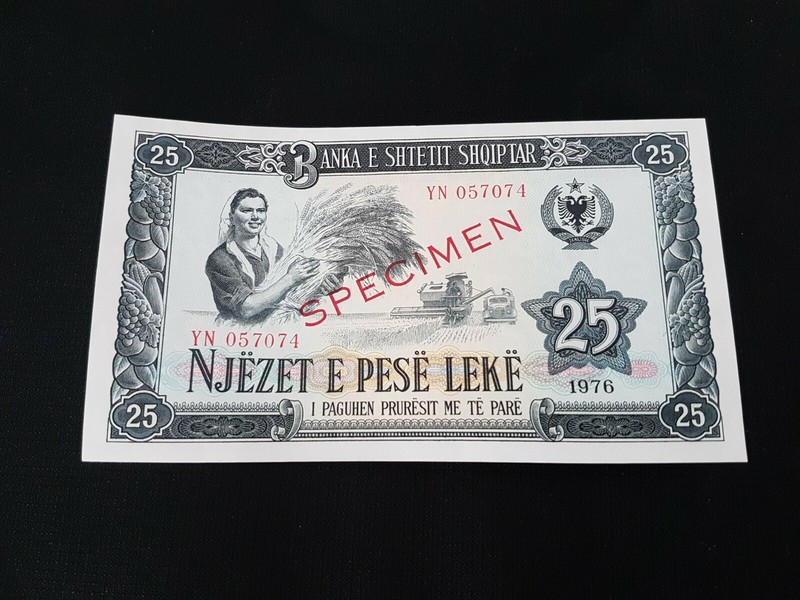 25
BANKA E SHTETIT SHQIPTAR
25
YN 057074
SPECIMEN
25
YN 057074
NJËZET E PESË LEKË
1976
I PAGUHEN PRURËSIT ME TË PARË
25
25